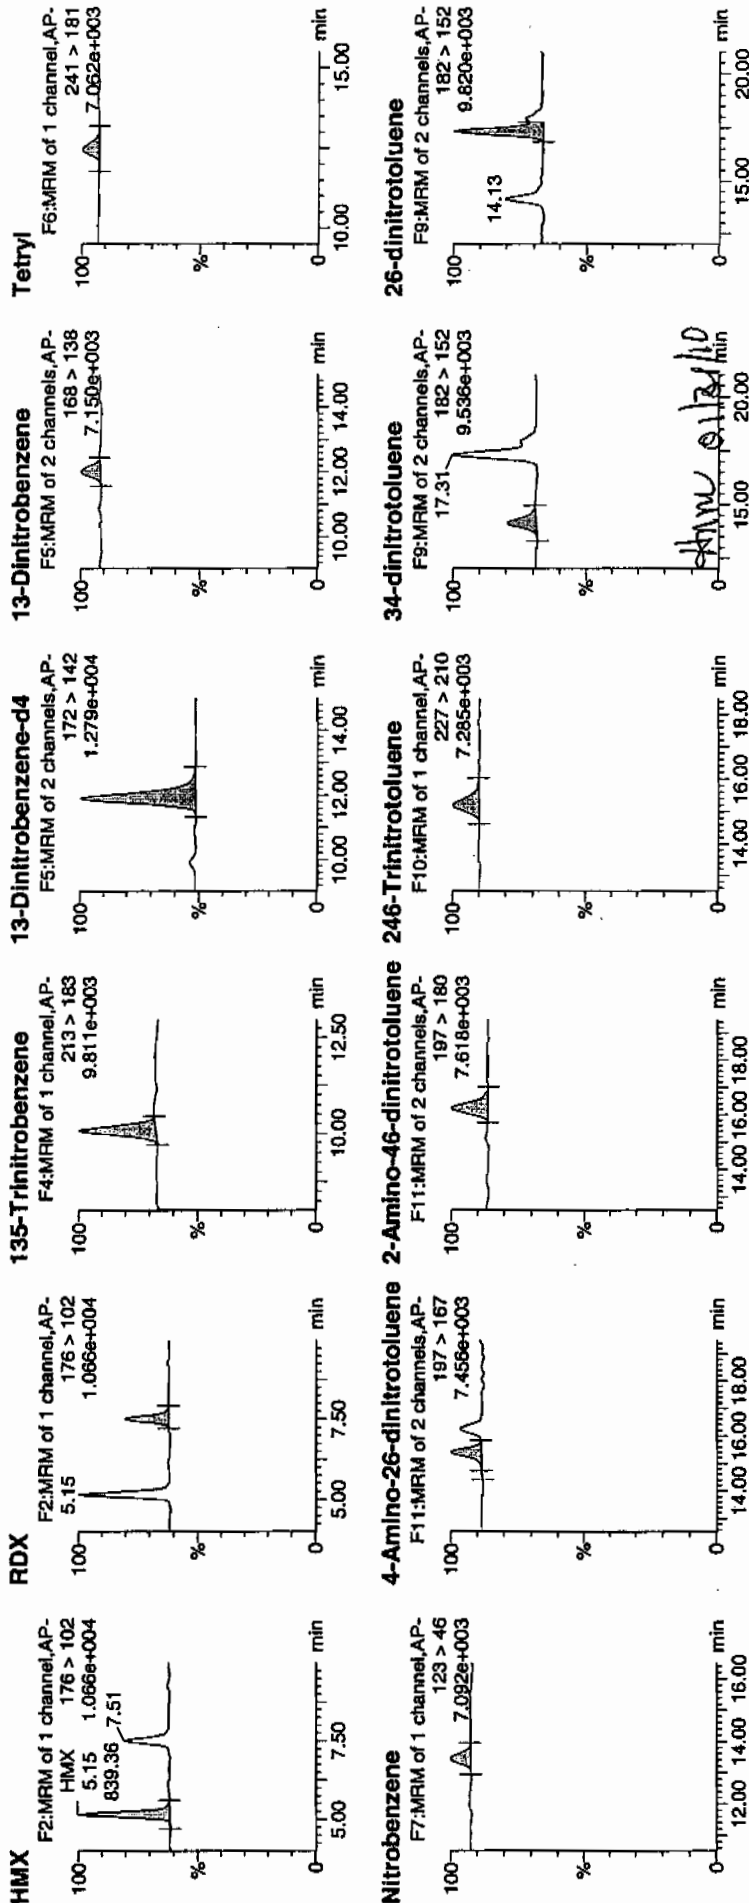 HMX
F2:MRM of 1 channel,AP-
HMX 176 > 102
5.15 1.066e+004
839.36
7.51
100
%
0
5.00 7.50 min
RDX
F2:MRM of 1 channel,AP-
176 > 102
1.066e+004
5.15
100
%
0
5.00 7.50 min
135-Trinitrobenzene
F4:MRM of 1 channel,AP-
213 > 183
9.811e+003
100
%
0
10.00 12.50 min
13-Dinitrobenzene-d4
F5:MRM of 2 channels,AP-
172 > 142
1.279e+004
100
%
0
10.00 12.00 14.00 min
13-Dinitrobenzene
F5:MRM of 2 channels,AP-
168 > 138
7.150e+003
100
%
0
10.00 12.00 14.00 min
Tetryl
F6:MRM of 1 channel,AP-
241 > 181
7.062e+003
100
%
0
10.00 15.00 min
Nitrobenzene
F7:MRM of 1 channel,AP-
123 > 46
7.092e+003
100
%
0
12.00 14.00 16.00 min
4-Amino-26-dinitrotoluene
F11:MRM of 2 channels,AP-
197 > 167
7.456e+003
100
%
0
14.00 16.00 18.00 min
2-Amino-46-dinitrotoluene
F11:MRM of 2 channels,AP-
197 > 180
7.618e+003
100
%
0
14.00 16.00 18.00 min
246-Trinitrotoluene
F10:MRM of 1 channel,AP-
227 > 210
7.285e+003
100
%
0
14.00 16.00 18.00 min
34-dinitrotoluene
F9:MRM of 2 channels,AP-
182 > 152
9.536e+003
17.31
100
%
0
15.00 20.00 min
26-dinitrotoluene
F9:MRM of 2 channels,AP-
182 > 152
9.820e+003
14.13
100
%
0
15.00 20.00 min